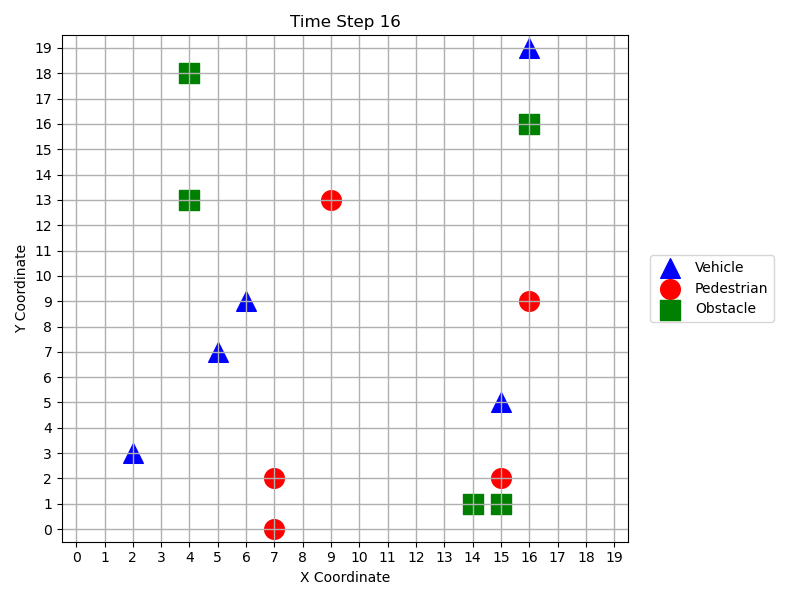 Time Step 16
19
18
17
16
15
14
13
12
11
10
9
8
7
6
5
4
3
2
1
0
Y Coordinate
0 1 2 3 4 5 6 7 8 9 10 11 12 13 14 15 16 17 18 19
X Coordinate
Vehicle
Pedestrian
Obstacle